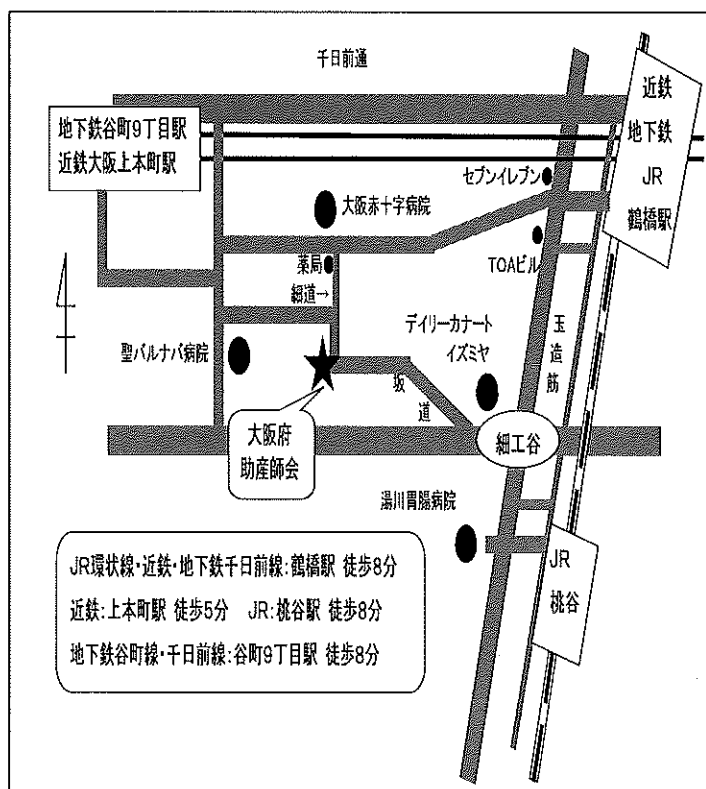 千日前通
近鉄
地下鉄
JR
鶴橋駅
地下鉄谷町9丁目駅
近鉄大阪上本町駅
セブンイレブン
大阪赤十字病院
TOAビル
薬局
細道→
デイリーカナート
イズミヤ
玉造筋
聖バルナバ病院
坂道
大阪府
助産師会
細工谷
湯川胃腸病院
JR
桃谷
JR環状線・近鉄・地下鉄千日前線:鶴橋駅 徒歩8分
近鉄:上本町駅 徒歩5分 JR:桃谷駅 徒歩8分
地下鉄谷町線・千日前線:谷町9丁目駅 徒歩8分